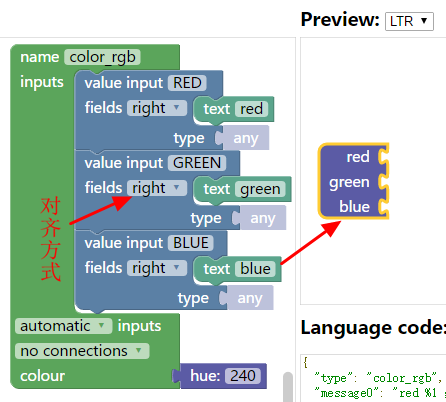 Preview: LTR ▼
name color_rgb
inputs value input RED
fields right ▼ text red
type any
value input GREEN
fields right ▼ text green
type any
value input BLUE
fields right ▼ text blue
type any
automatic ▼ inputs
no connections ▼
colour hue: 240
对齐方式
red
green
blue
Language code:
{
"type": "color_rgb",
"message0": "red %1